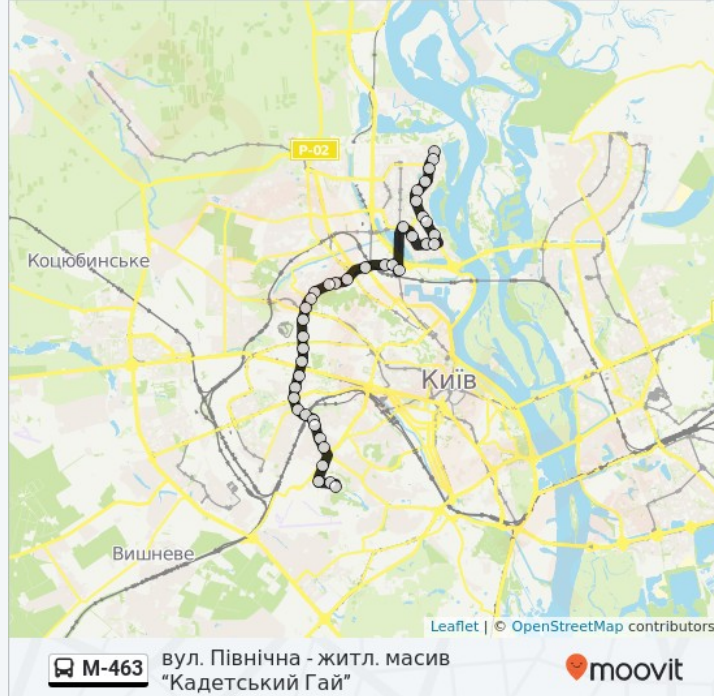 P-02
Коцюбинське
Київ
Вишневе
Leaflet | © OpenStreetMap contributors
M-463
вул. Північна - житл. масив
“Кадетський Гай”
moovit